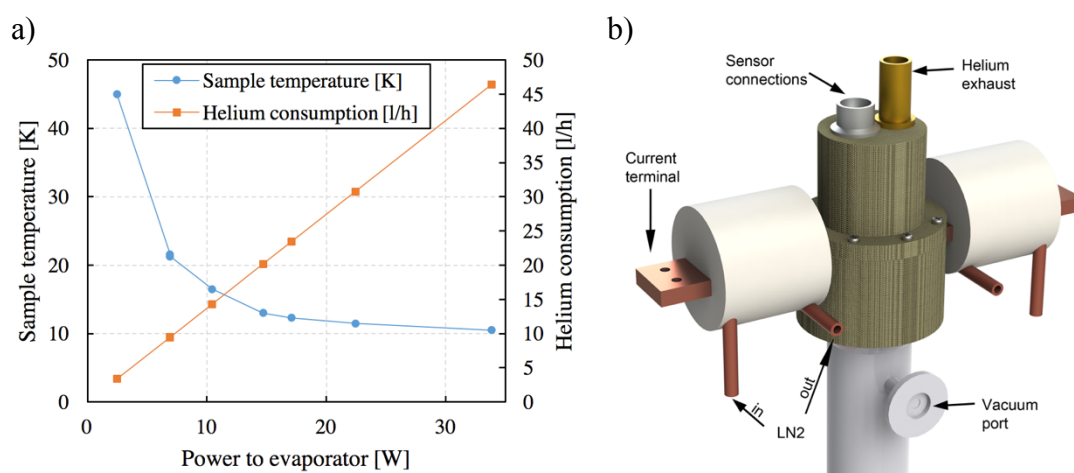 a)
Sample temperature [K]
Helium consumption [l/h]
50
40
30
20
10
0
Sample temperature [K]
50
45
40
35
30
25
20
15
10
5
0
Helium consumption [l/h]
0
10
20
30
Power to evaporator [W]
b)
Sensor
connections
Helium
exhaust
Current
terminal
in
out
LN2
Vacuum
port